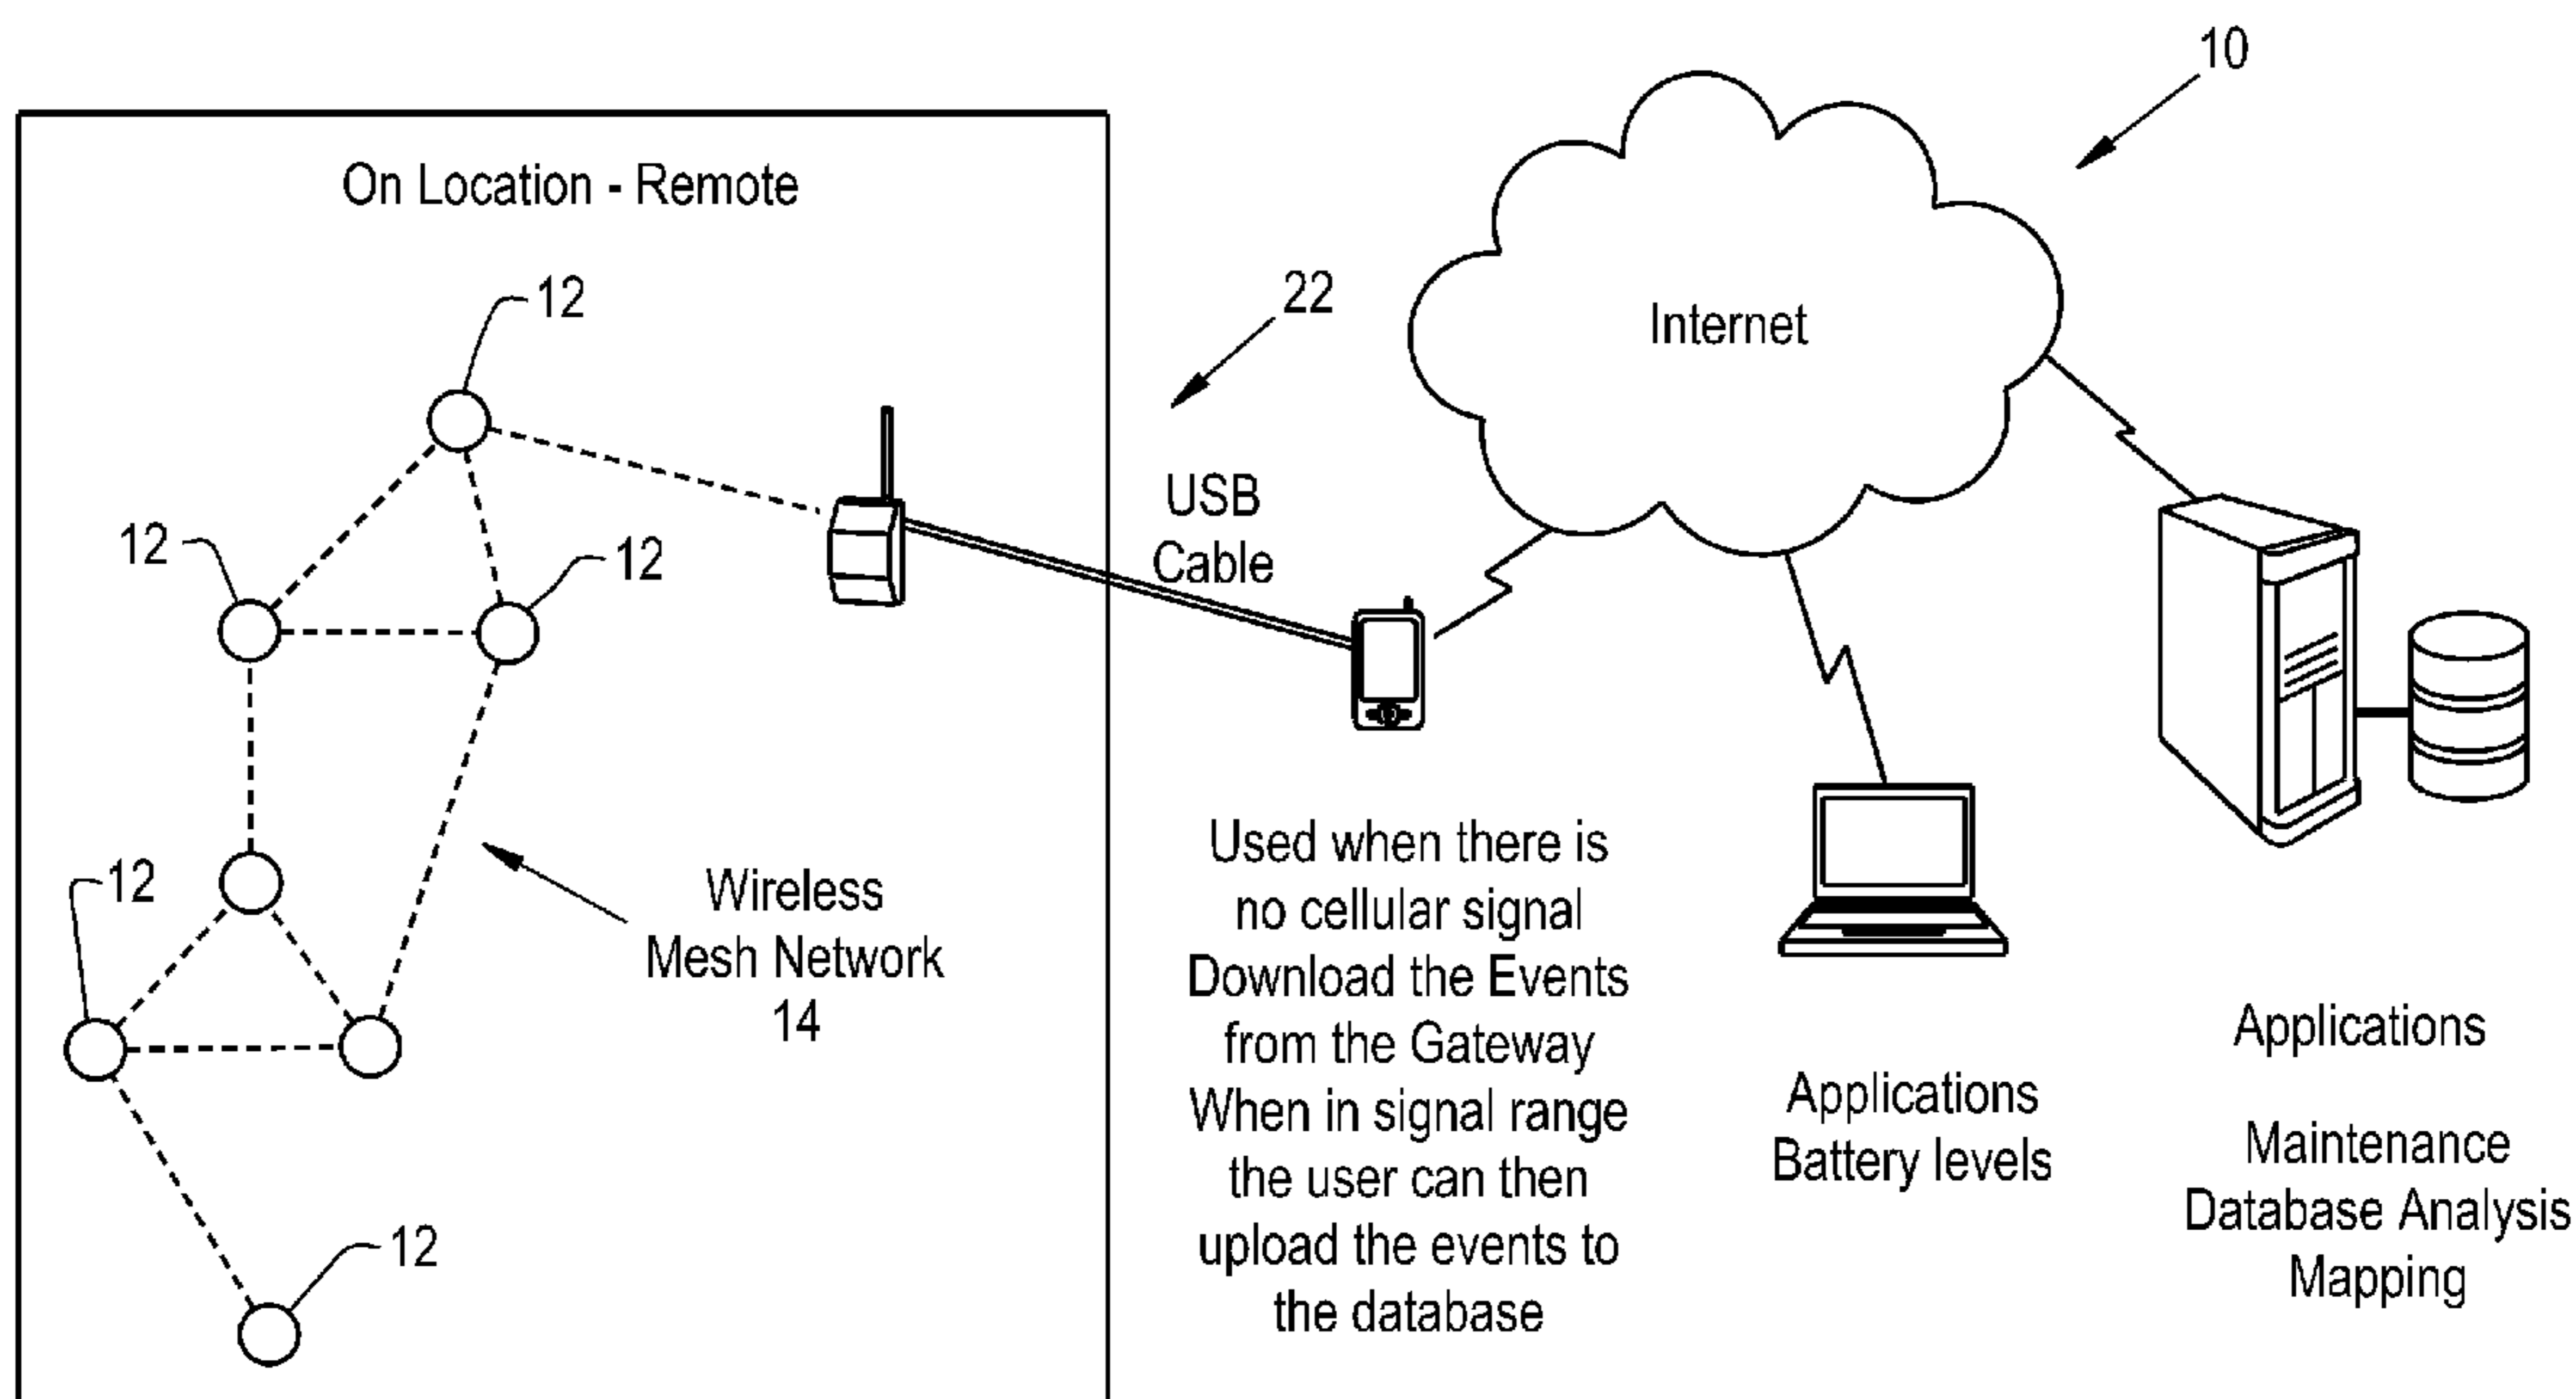 10
On Location - Remote
12
22
Internet
USB
Cable
12
12
12
Wireless
Mesh Network
14
12
Used when there is
no cellular signal
Download the Events
from the Gateway
When in signal range
the user can then
upload the events to
the database
Applications
Battery levels
Applications
Maintenance
Database Analysis
Mapping